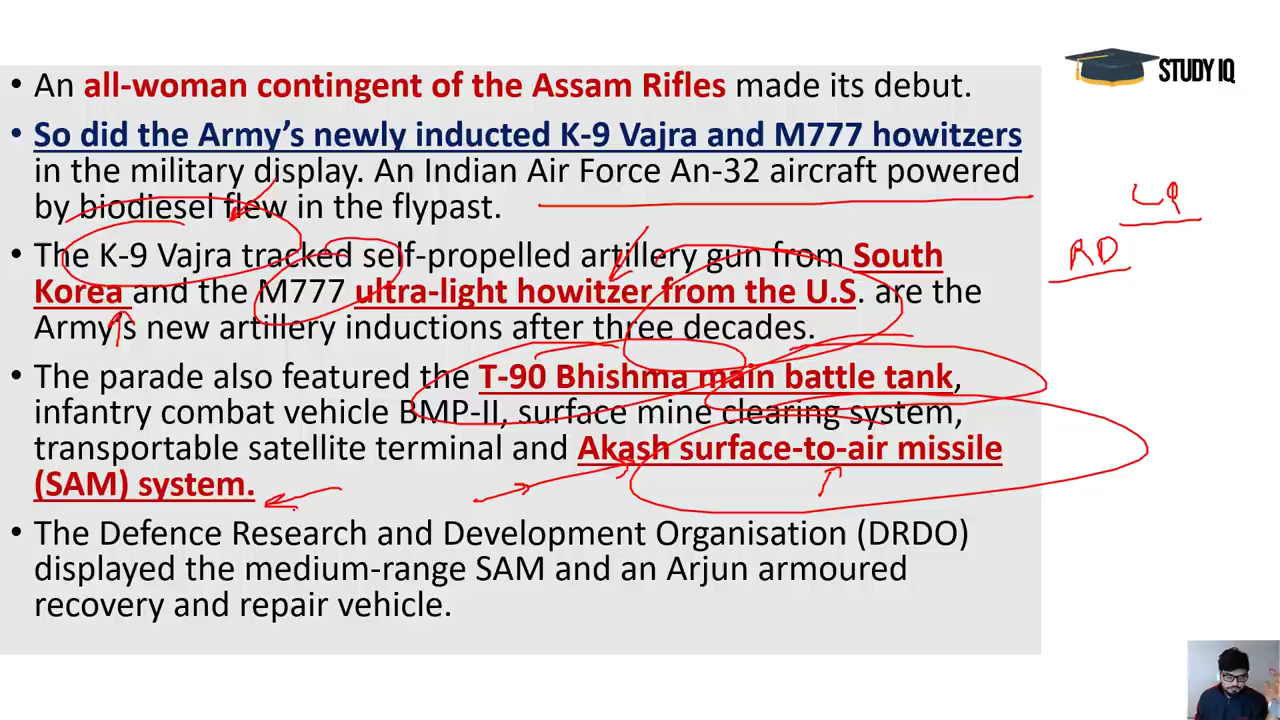 • An all-woman contingent of the Assam Rifles made its debut.
• So did the Army's newly inducted K-9 Vajra and M777 howitzers
in the military display. An Indian Air Force An-32 aircraft powered
by biodiesel flew in the flypast.
• The K-9 Vajra tracked self-propelled artillery gun from South
Korea and the M777 ultra-light howitzer from the U.S. are the
Army's new artillery inductions after three decades.
• The parade also featured the T-90 Bhishma main battle tank,
infantry combat vehicle BMP-II, surface mine clearing system,
transportable satellite terminal and Akash surface-to-air missile
(SAM) system.
• The Defence Research and Development Organisation (DRDO)
displayed the medium-range SAM and an Arjun armoured
recovery and repair vehicle.
STUDY IQ
RD